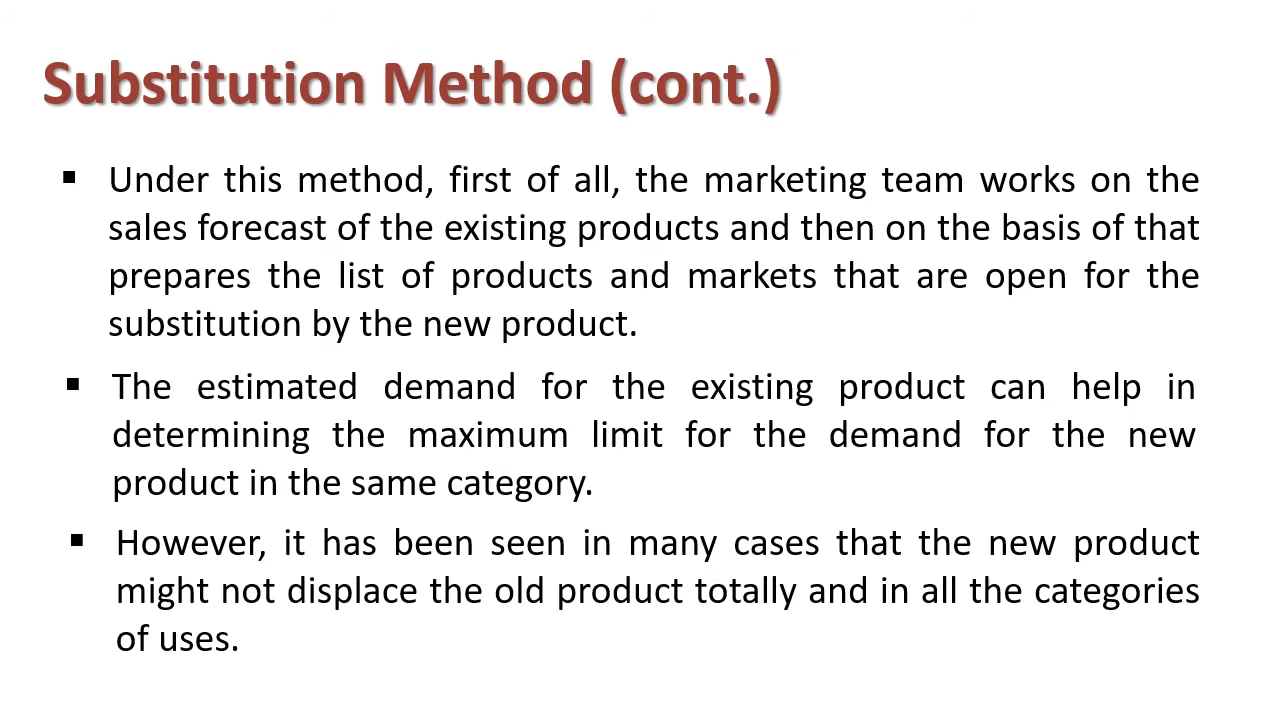 Substitution Method (cont.)
▪ Under this method, first of all, the marketing team works on the
sales forecast of the existing products and then on the basis of that
prepares the list of products and markets that are open for the
substitution by the new product.
▪ The estimated demand for the existing product can help in
determining the maximum limit for the demand for the new
product in the same category.
▪ However, it has been seen in many cases that the new product
might not displace the old product totally and in all the categories
of uses.